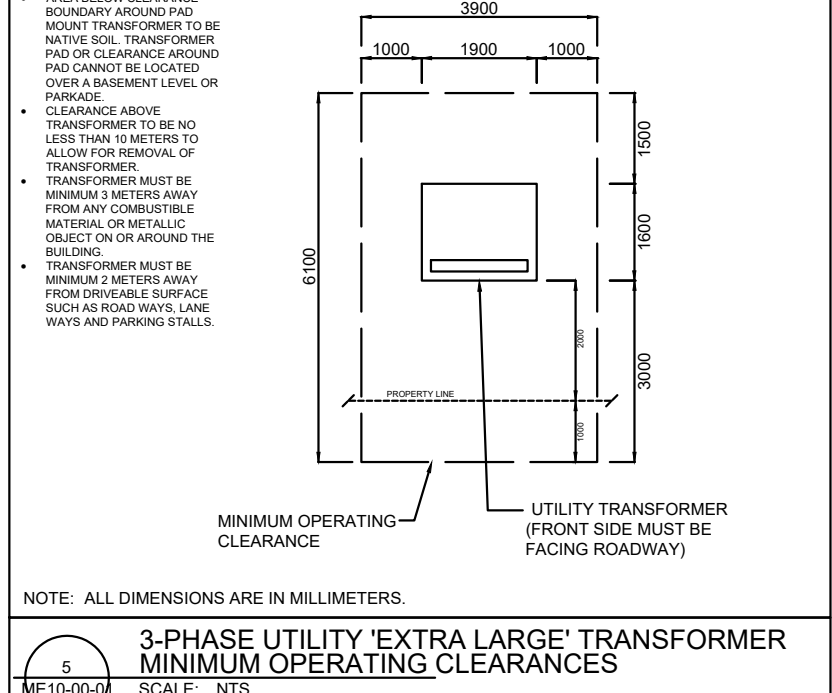 AREA BELOW CLEARANCE
BOUNDARY AROUND PAD
MOUNT TRANSFORMER TO BE
NATIVE SOIL. TRANSFORMER
PAD OR CLEARANCE AROUND
PAD CANNOT BE LOCATED
OVER A BASEMENT LEVEL OR
PARKADE.
• CLEARANCE ABOVE
TRANSFORMER TO BE NO
LESS THAN 10 METERS TO
ALLOW FOR REMOVAL OF
TRANSFORMER.
• TRANSFORMER MUST BE
MINIMUM 3 METERS AWAY
FROM ANY COMBUSTIBLE
MATERIAL OR METALLIC
OBJECT ON OR AROUND THE
BUILDING.
• TRANSFORMER MUST BE
MINIMUM 2 METERS AWAY
FROM DRIVEABLE SURFACE
SUCH AS ROAD WAYS, LANE
WAYS AND PARKING STALLS.
3900
1000 1900 1000
1500
1600
6100
2000
3000
PROPERTY LINE
1000
MINIMUM OPERATING
CLEARANCE
UTILITY TRANSFORMER
(FRONT SIDE MUST BE
FACING ROADWAY)
NOTE: ALL DIMENSIONS ARE IN MILLIMETERS.
5
3-PHASE UTILITY 'EXTRA LARGE' TRANSFORMER
MINIMUM OPERATING CLEARANCES
ME10-00-01 SCALE: NTS